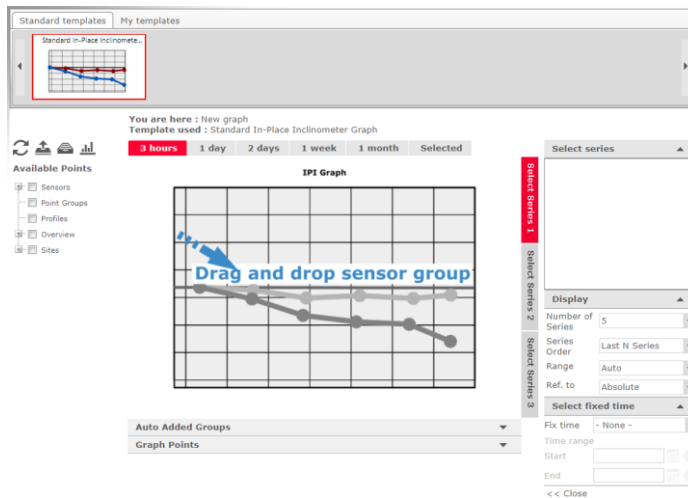 Standard templates
My templates
Standard In-Place Inclinomete...
You are here : New graph
Template used : Standard In-Place Inclinometer Graph
3 hours 1 day 2 days 1 week 1 month Selected
Available Points
Sensors
Point Groups
Profiles
Overview
Sites
IPI Graph
Drag and drop sensor group
Auto Added Groups
Graph Points
Select Series 1
Select Series 2
Select Series 3
Select series
Display
Number of Series 5
Series Order Last N Series
Range Auto
Ref. to Absolute
Select fixed time
Fix time - None -
Time range
Start
End
<< Close